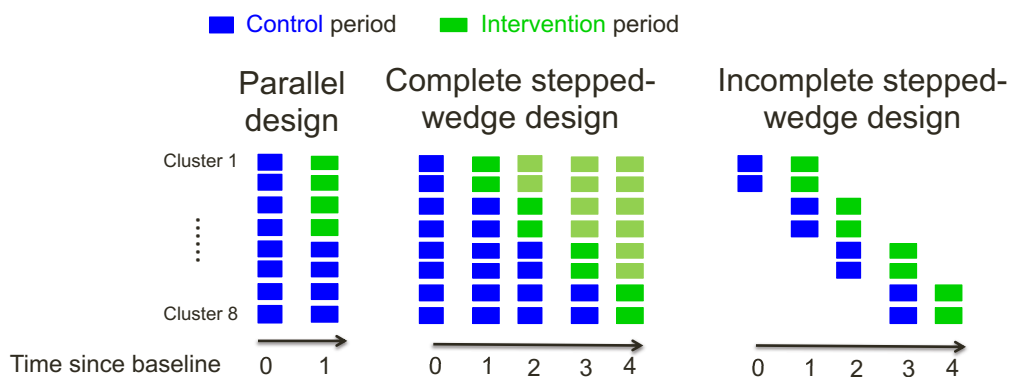 Control period Intervention period
Parallel design
Complete stepped-
wedge design
Incomplete stepped-
wedge design
Cluster 1
......
Cluster 8
Time since baseline
0 1
0 1 2 3 4
0 1 2 3 4